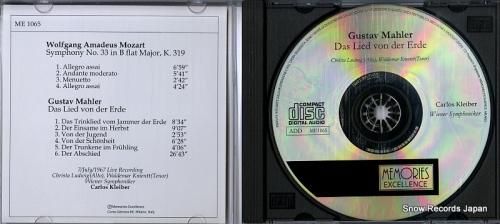 ME 1065
Wolfgang Amadeus Mozart
Symphony No. 33 in B flat Major, K. 319
1. Allegro assai 6'59"
2. Andante moderato 5'41"
3. Menuetto 2'42"
4. Allegro assai 4'24"
Gustav Mahler
Das Lied von der Erde
1. Das Trinklied vom Jammer der Erde 8'34"
2. Der Einsame im Herbst 9'07"
3. Von der Jugend 2'53"
4. Von der Schönheit 6'28"
5. Der Trunkene im Frühling 4'06"
6. Der Abschied 26'43"
7/July/1967 Live Recording
Christa Ludwig(Alto), Waldemar Kmentt(Tenor)
Wiener Symphoniker
Carlos Kleiber
Gustav Mahler
Das Lied von der Erde
Christa Ludwig (Alto), Waldemar Kmentt(Tenor)
COMPACT
disc
DIGITAL AUDIO
ADD ME1065
Carlos Kleiber
Wiener Symphoniker
MEMORIES
EXCELLENCE
Snow Records Japan